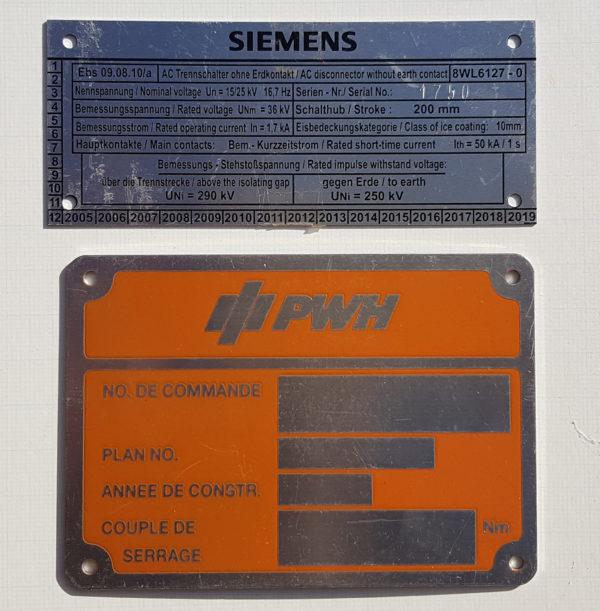 SIEMENS
1
2
3
4
5
6
7
8
9
10
11
12
Ebs 09.08.10/a AC Trennschalter ohne Erdkontakt / AC disconnector without earth contact 8WL6127 - 0
Nennspannung / Nominal voltage Un = 15/25 kV 16,7 Hz Serien - Nr./ Serial No.:
Bemessungsspannung / Rated voltage UNm = 36 kV Schalthub / Stroke : 200 mm
Bemessungsstrom / Rated operating current In = 1,7 kA Eisbedeckungskategorie / Class of ice coating: 10mm
Hauptkontakte / Main contacts: Bem.- Kurzzeitstrom / Rated short-time current Ith = 50 kA / 1 s
Bemessungs - Stehstoßspannung / Rated impulse withstand voltage:
über die Trennstrecke / above the isolating gap gegen Erde / to earth
UNi = 290 kV UNi = 250 kV
2005 2006 2007 2008 2009 2010 2011 2012 2013 2014 2015 2016 2017 2018 2019
PWH
NO. DE COMMANDE
PLAN NO.
ANNEE DE CONSTR.
COUPLE DE Nm
SERRAGE